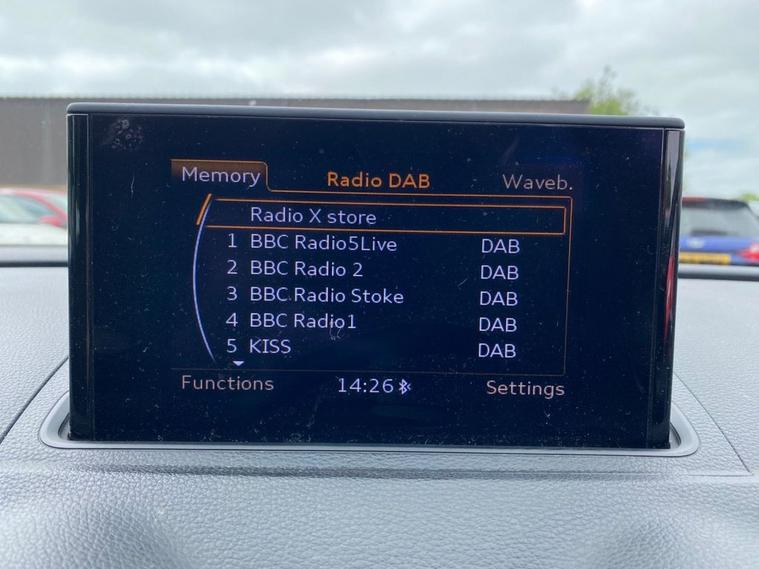 Memory Radio DAB Waveb.
Radio X store
1 BBC Radio5Live DAB
2 BBC Radio 2 DAB
3 BBC Radio Stoke DAB
4 BBC Radio1 DAB
5 KISS DAB
Functions 14:26 Settings